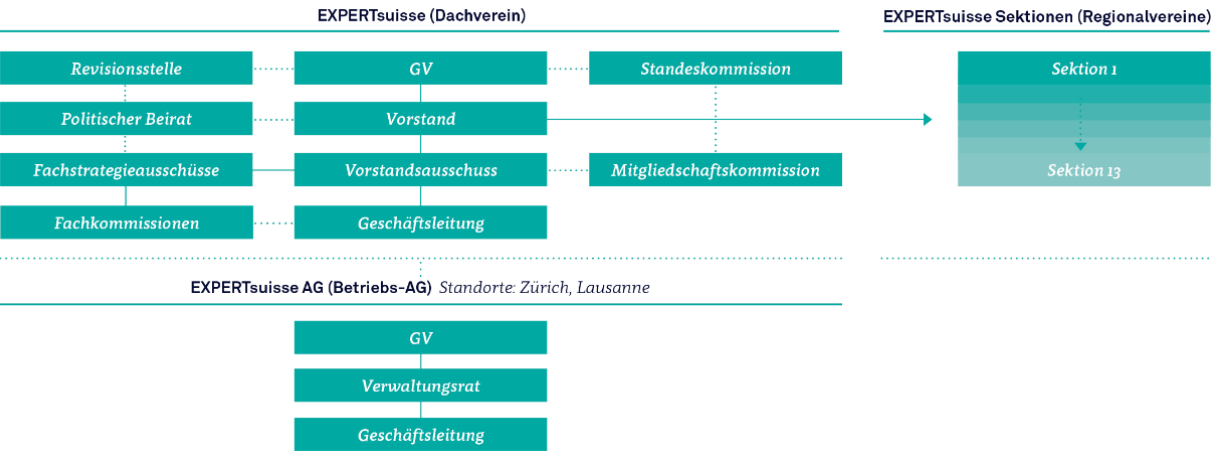 EXPERTsuisse (Dachverein)
EXPERTsuisse Sektionen (Regionalvereine)
Revisionsstelle
GV
Standeskommission
Sektion 1
Politischer Beirat
Vorstand
Fachstrategieausschüsse
Vorstandsausschuss
Mitgliedschaftskommission
Sektion 13
Fachkommissionen
Geschäftsleitung
EXPERTsuisse AG (Betriebs-AG) Standorte: Zürich, Lausanne
GV
Verwaltungsrat
Geschäftsleitung